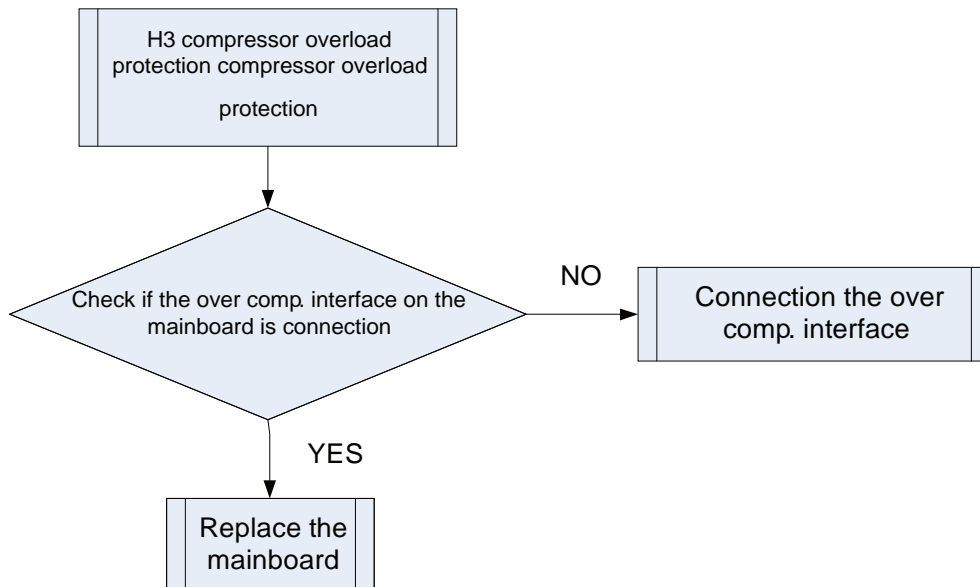 H3 compressor overload
protection compressor overload
protection
Check if the over comp. interface on the
mainboard is connection
NO
Connection the over
comp. interface
YES
Replace the
mainboard